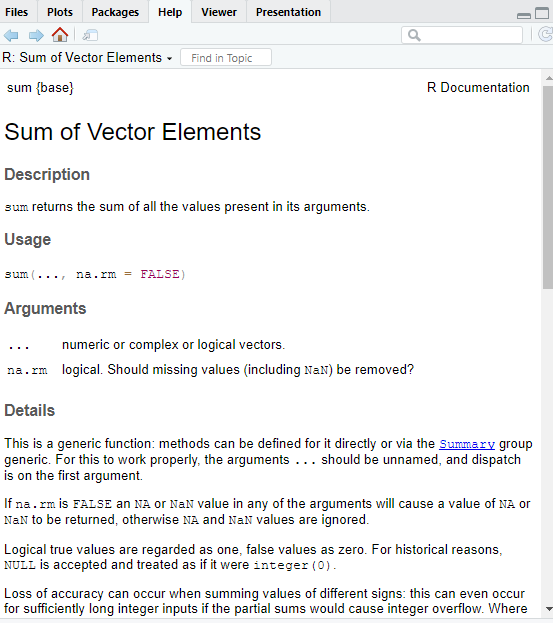 Files Plots Packages Help Viewer Presentation
R: Sum of Vector Elements Find in Topic
sum {base} R Documentation
Sum of Vector Elements
Description
sum returns the sum of all the values present in its arguments.
Usage
sum(..., na.rm = FALSE)
Arguments
... numeric or complex or logical vectors.
na.rm logical. Should missing values (including NaN) be removed?
Details
This is a generic function: methods can be defined for it directly or via the Summary group
generic. For this to work properly, the arguments ... should be unnamed, and dispatch
is on the first argument.
If na.rm is FALSE an NA or NaN value in any of the arguments will cause a value of NA or
NaN to be returned, otherwise NA and NaN values are ignored.
Logical true values are regarded as one, false values as zero. For historical reasons,
NULL is accepted and treated as if it were integer(0).
Loss of accuracy can occur when summing values of different signs: this can even occur
for sufficiently long integer inputs if the partial sums would cause integer overflow. Where